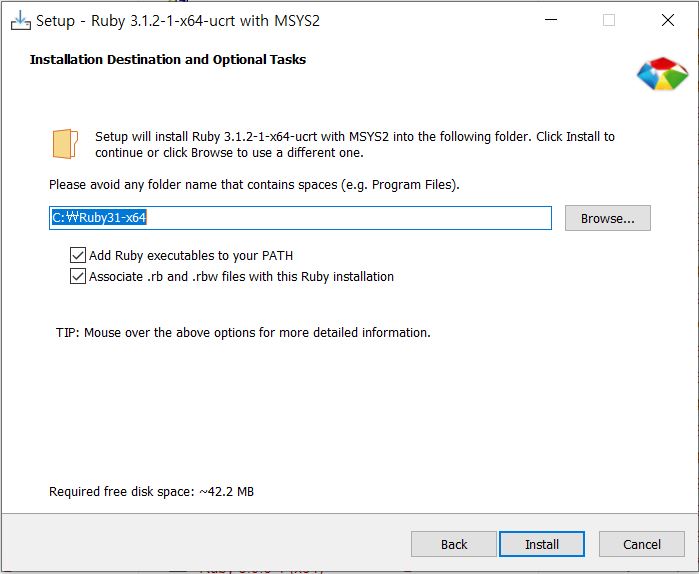 Setup - Ruby 3.1.2-1-x64-ucrt with MSYS2
Installation Destination and Optional Tasks
Setup will install Ruby 3.1.2-1-x64-ucrt with MSYS2 into the following folder. Click Install to
continue or click Browse to use a different one.
Please avoid any folder name that contains spaces (e.g. Program Files).
C:₩Ruby31-x64
Browse...
Add Ruby executables to your PATH
Associate .rb and .rbw files with this Ruby installation
TIP: Mouse over the above options for more detailed information.
Required free disk space: ~42.2 MB
Back
Install
Cancel